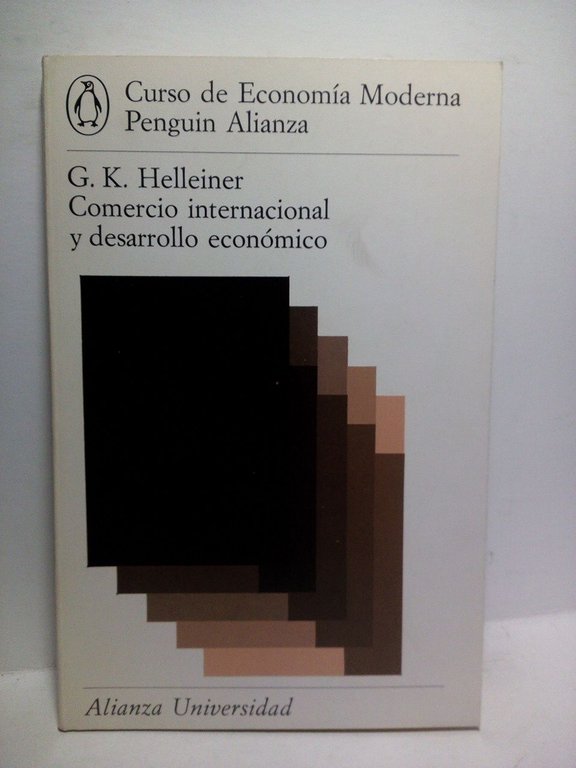 Curso de Economía Moderna
Penguin Alianza
G. K. Helleiner
Comercio internacional
y desarrollo económico
Alianza Universidad